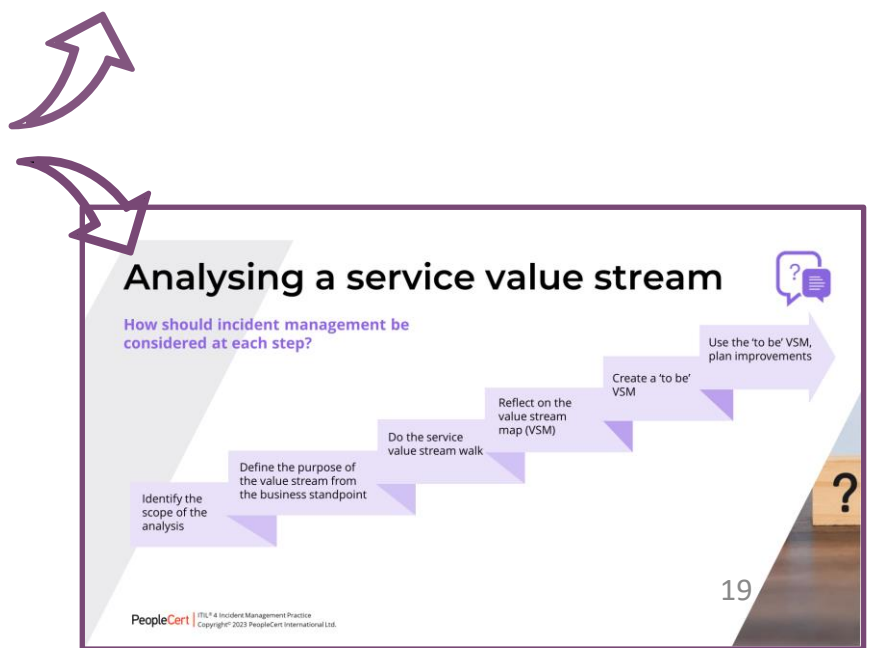 Analysing a service value stream
?
How should incident management be
considered at each step?
Identify the
scope of the
analysis
Define the purpose of
the value stream from
the business standpoint
Do the service
value stream walk
Reflect on the
value stream
map (VSM)
Create a ‘to be’
VSM
Use the ‘to be’ VSM,
plan improvements
?
19
PeopleCert
ITIL® 4 Incident Management Practice
Copyright© 2023 PeopleCert International Ltd.